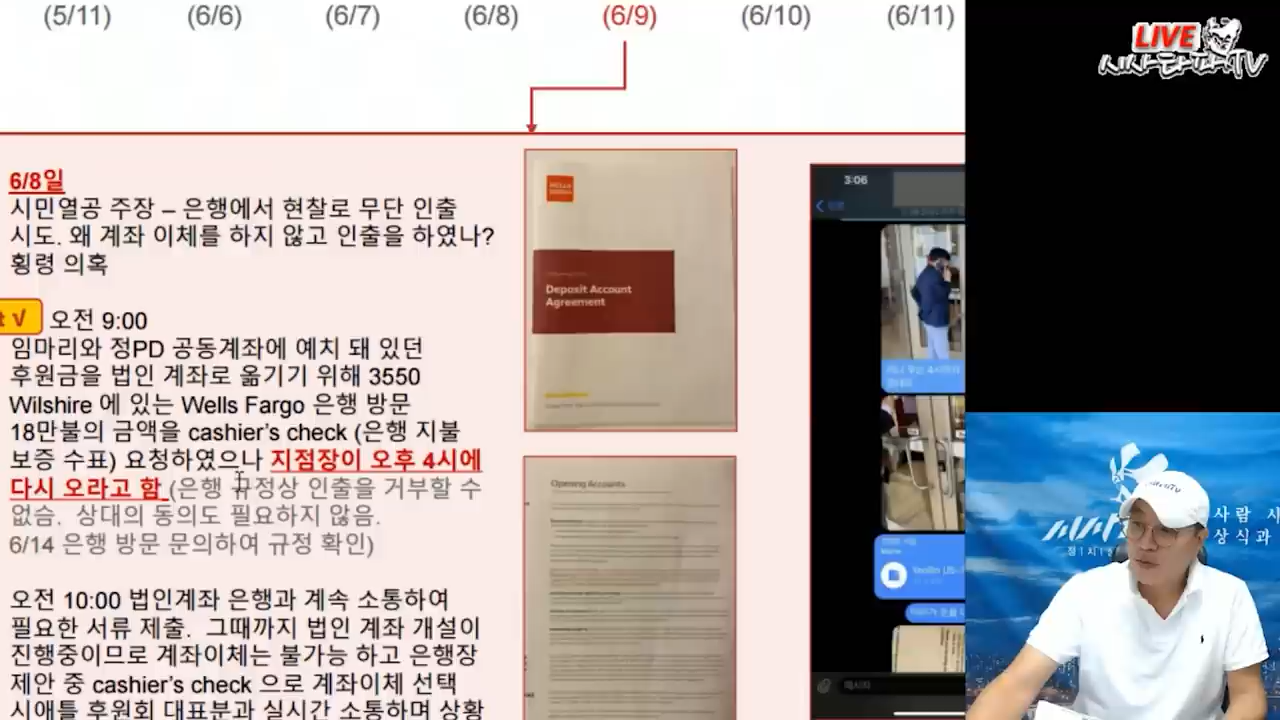 (5/11) (6/6) (6/7) (6/8) (6/9) (6/10) (6/11)
LIVE
시사타파TV
6/8일
시민열공 주장 – 은행에서 현찰로 무단 인출
시도. 왜 계좌 이체를 하지 않고 인출을 하였나?
횡령 의혹
오전 9:00
임마리와 정PD 공동계좌에 예치 돼 있던
후원금을 법인 계좌로 옮기기 위해 3550
Wilshire 에 있는 Wells Fargo 은행 방문
18만불의 금액을 cashier’s check (은행 지불
보증 수표) 요청하였으나 지점장이 오후 4시에
다시 오라고 함 (은행 규정상 인출을 거부할 수
없슴. 상대의 동의도 필요하지 않음.
6/14 은행 방문 문의하여 규정 확인)
오전 10:00 법인계좌 은행과 계속 소통하여
필요한 서류 제출. 그때까지 법인 계좌 개설이
진행중이므로 계좌이체는 불가능 하고 은행장
제안 중 cashier’s check 으로 계좌이체 선택
시애틀 후원회 대표분과 실시간 소통하며 상황
WELLS
Deposit Account
Agreement
Opening Accounts
3:06
메시지
사람 사
상식과